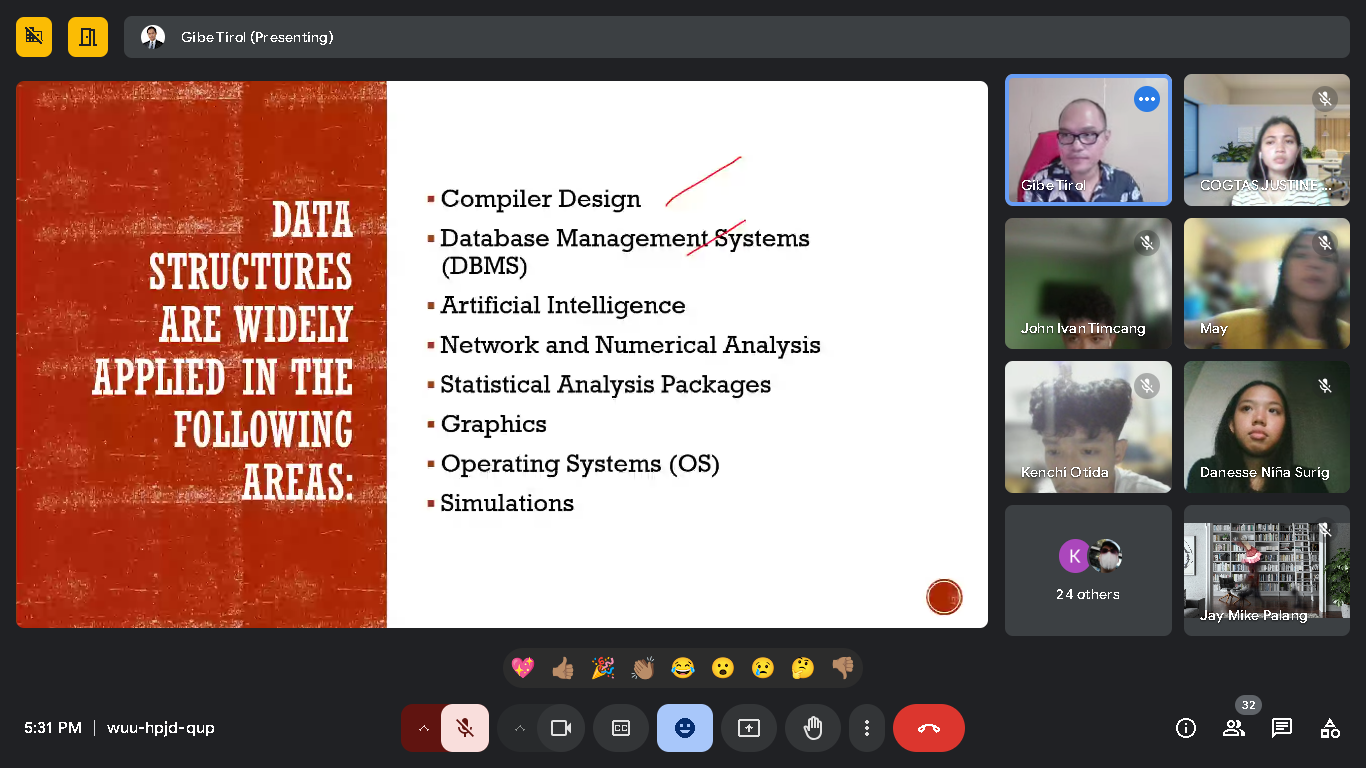 Gibe Tirol (Presenting)
DATA
STRUCTURES
ARE WIDELY
APPLIED IN THE
FOLLOWING
AREAS:
Compiler Design
Database Management Systems
(DBMS)
Artificial Intelligence
Network and Numerical Analysis
Statistical Analysis Packages
Graphics
Operating Systems (OS)
Simulations
Gibe Tirol
COGTAS JUSTINE ...
John Ivan Timcang
May
Kenchi Otida
Danesse Niña Surig
K
24 others
Jay Mike Palang
5:31 PM | wuu-hpjd-qup
CC
32